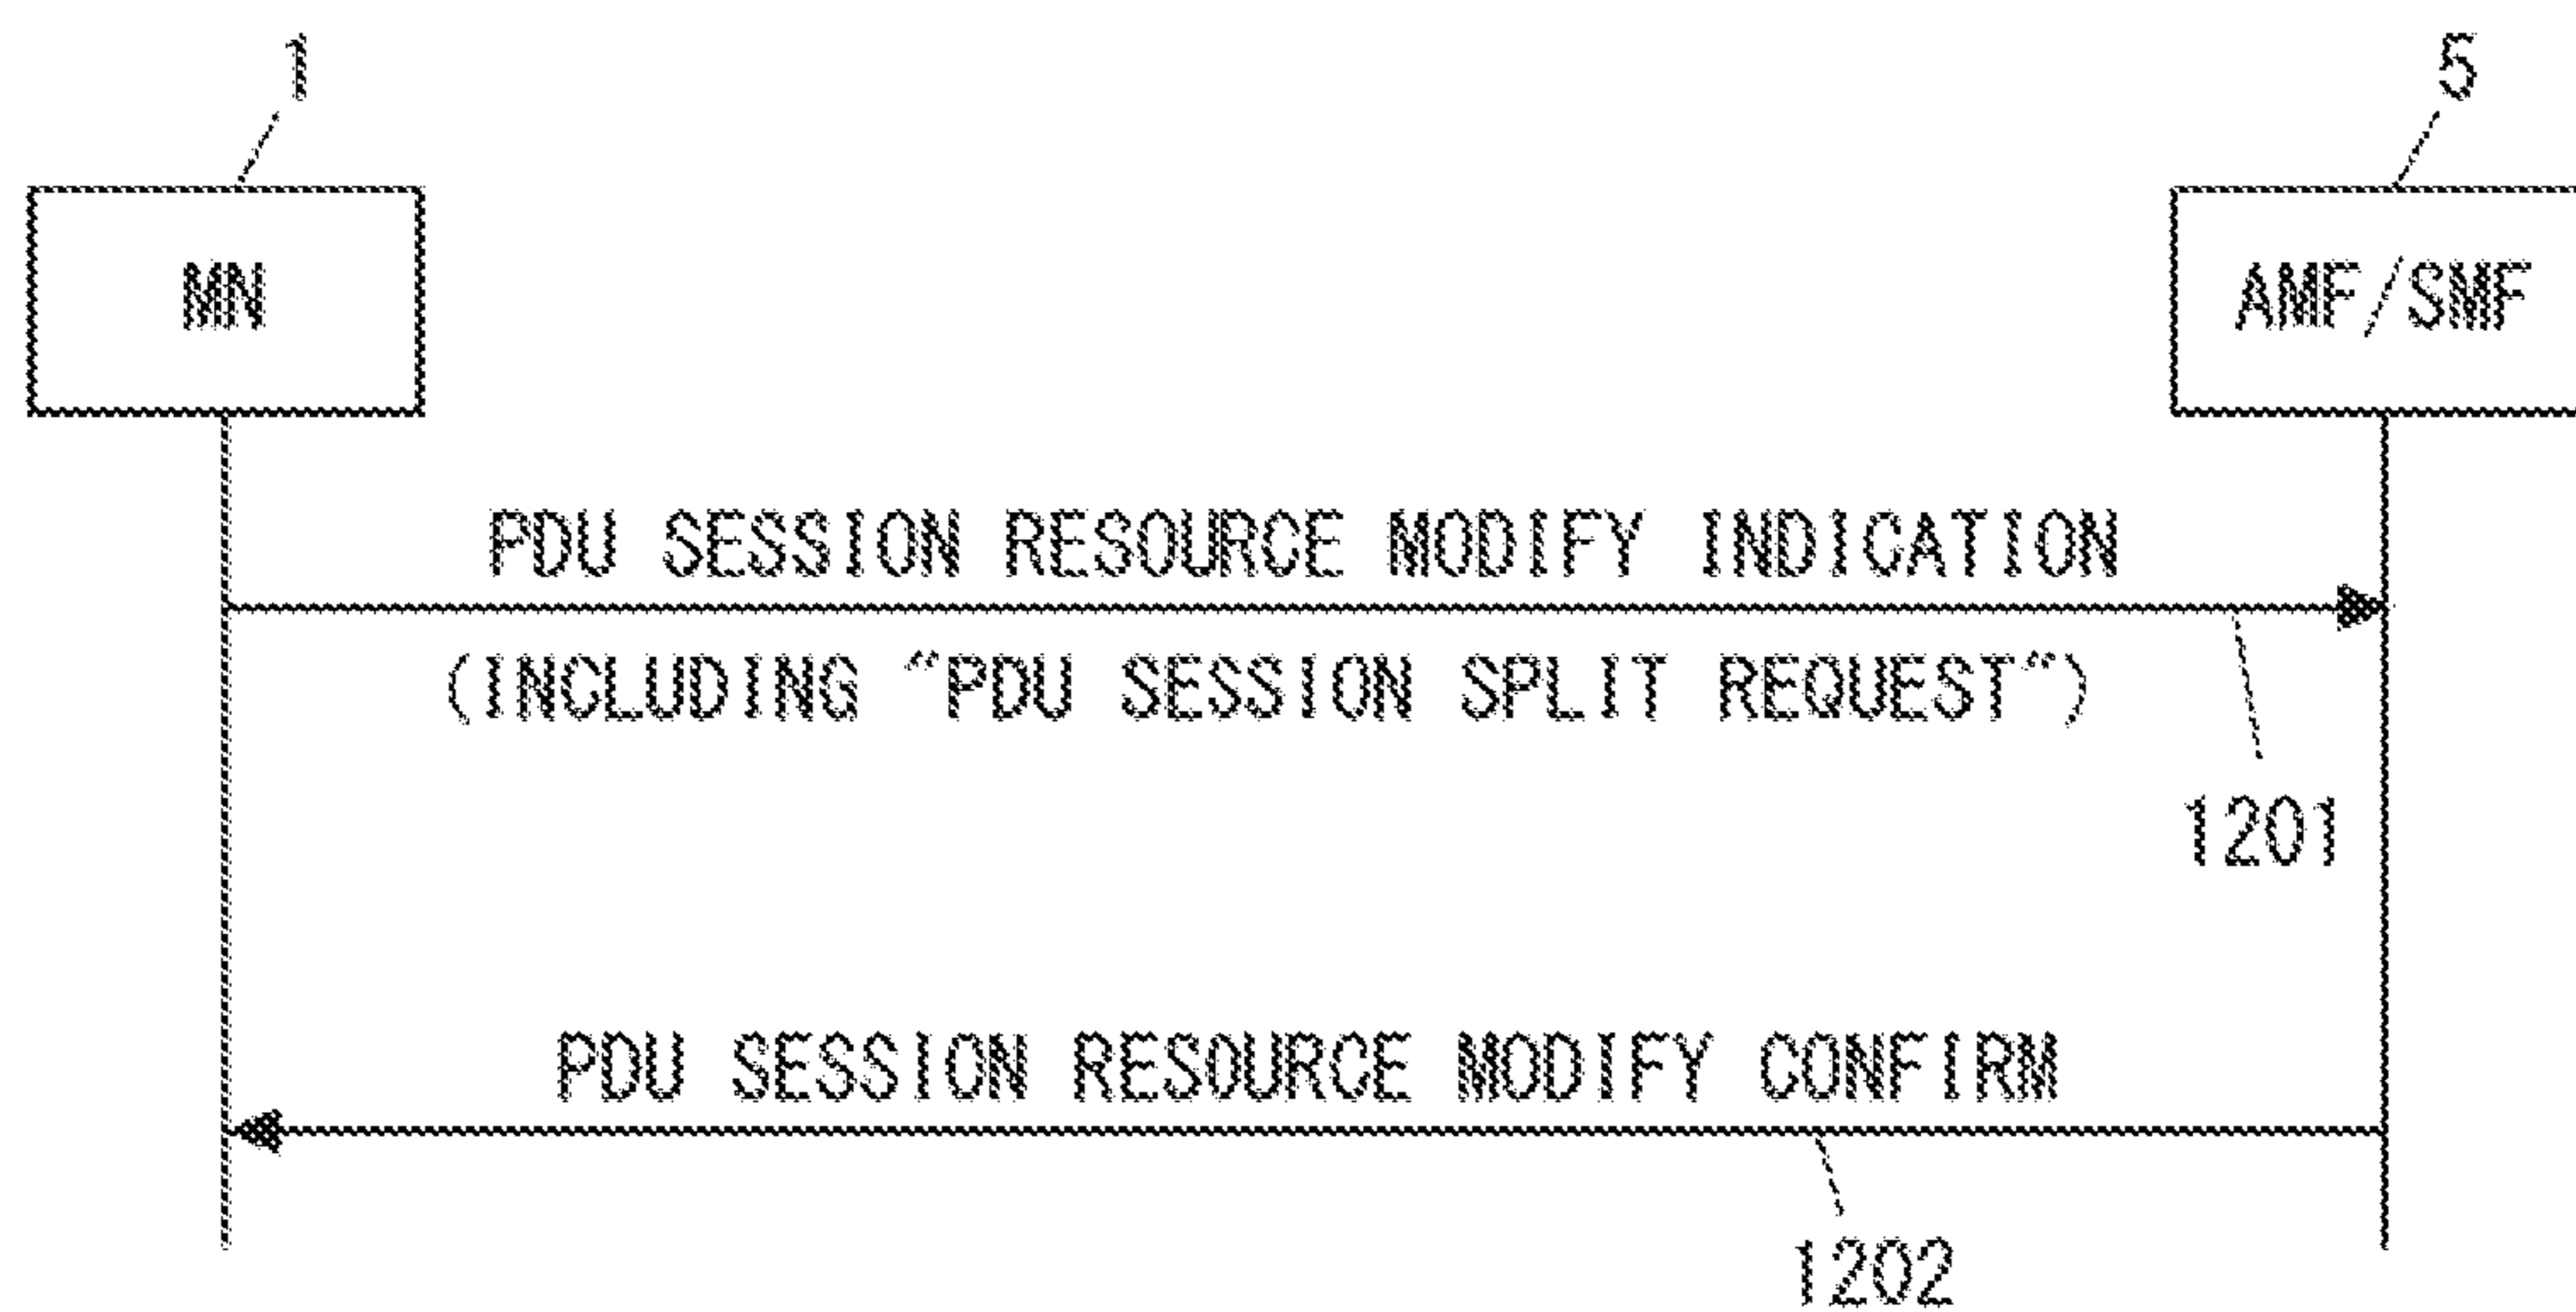 1
5
MN
AMF/SMF
PDU SESSION RESOURCE MODIFY INDICATION
(INCLUDING "PDU SESSION SPLIT REQUEST")
1201
PDU SESSION RESOURCE MODIFY CONFIRM
1202